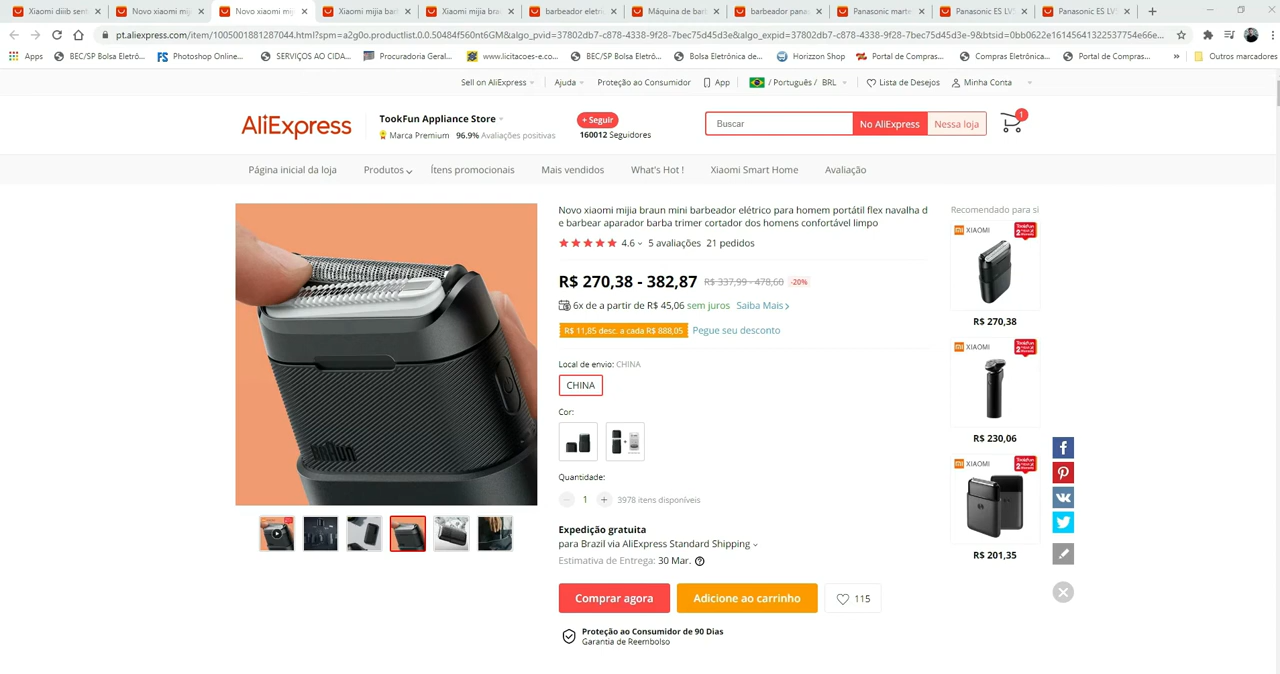 Xiaomi diiib sent
Novo xiaomi mij
Novo xiaomi mij
Xiaomi mijia bar
Xiaomi mijia bra
barbeador eletri
Máquina de bar
barbeador pana
Panasonic marte
Panasonic ES LV5
Panasonic ES LV5
pt.aliexpress.com/item/1005001881287044.html?spm=a2g0o.productlist.0.0.50484f560nt6GM&algo_pvid=37802db7-c878-4338-9f28-7bec75d45d3e&algo_expid=37802db7-c878-4338-9f28-7bec75d45d3e-9&btsid=0bb0622e16145641322537754e66e...
Apps
BEC/SP Bolsa Eletrô...
Photoshop Online...
SERVIÇOS AO CIDA...
Procuradoria Geral...
www.licitacoes-e.co...
BEC/SP Bolsa Eletrô...
Bolsa Eletrônica de...
Horizzon Shop
Portal de Compras...
Compras Eletrônica...
Portal de Compras...
»
Outros marcadores
Sell on AliExpress
Ajuda
Proteção ao Consumidor
App
/ Português / BRL
Lista de Desejos
Minha Conta
AliExpress
TookFun Appliance Store
Marca Premium 96.9% Avaliações positivas
+ Seguir
160012 Seguidores
Buscar
No AliExpress
Nessa loja
1
Página inicial da loja
Produtos
Ítens promocionais
Mais vendidos
What's Hot !
Xiaomi Smart Home
Avaliação
Novo xiaomi mijia braun mini barbeador elétrico para homem portátil flex navalha d
e barbear aparador barba trimer cortador dos homens confortável limpo
4.6 5 avaliações 21 pedidos
R$ 270,38 - 382,87 R$ 337,99 - 478,60 -20%
6x de a partir de R$ 45,06 sem juros Saiba Mais
R$ 11,85 desc. a cada R$ 888,05 Pegue seu desconto
Local de envio: CHINA
CHINA
Cor:
Quantidade:
1 + 3978 itens disponíveis
Expedição gratuita
para Brazil via AliExpress Standard Shipping
Estimativa de Entrega: 30 Mar.
Comprar agora
Adicione ao carrinho
115
Proteção ao Consumidor de 90 Dias
Garantia de Reembolso
BRAUN
Recomendado para si
XIAOMI
R$ 270,38
XIAOMI
R$ 230,06
XIAOMI
R$ 201,35